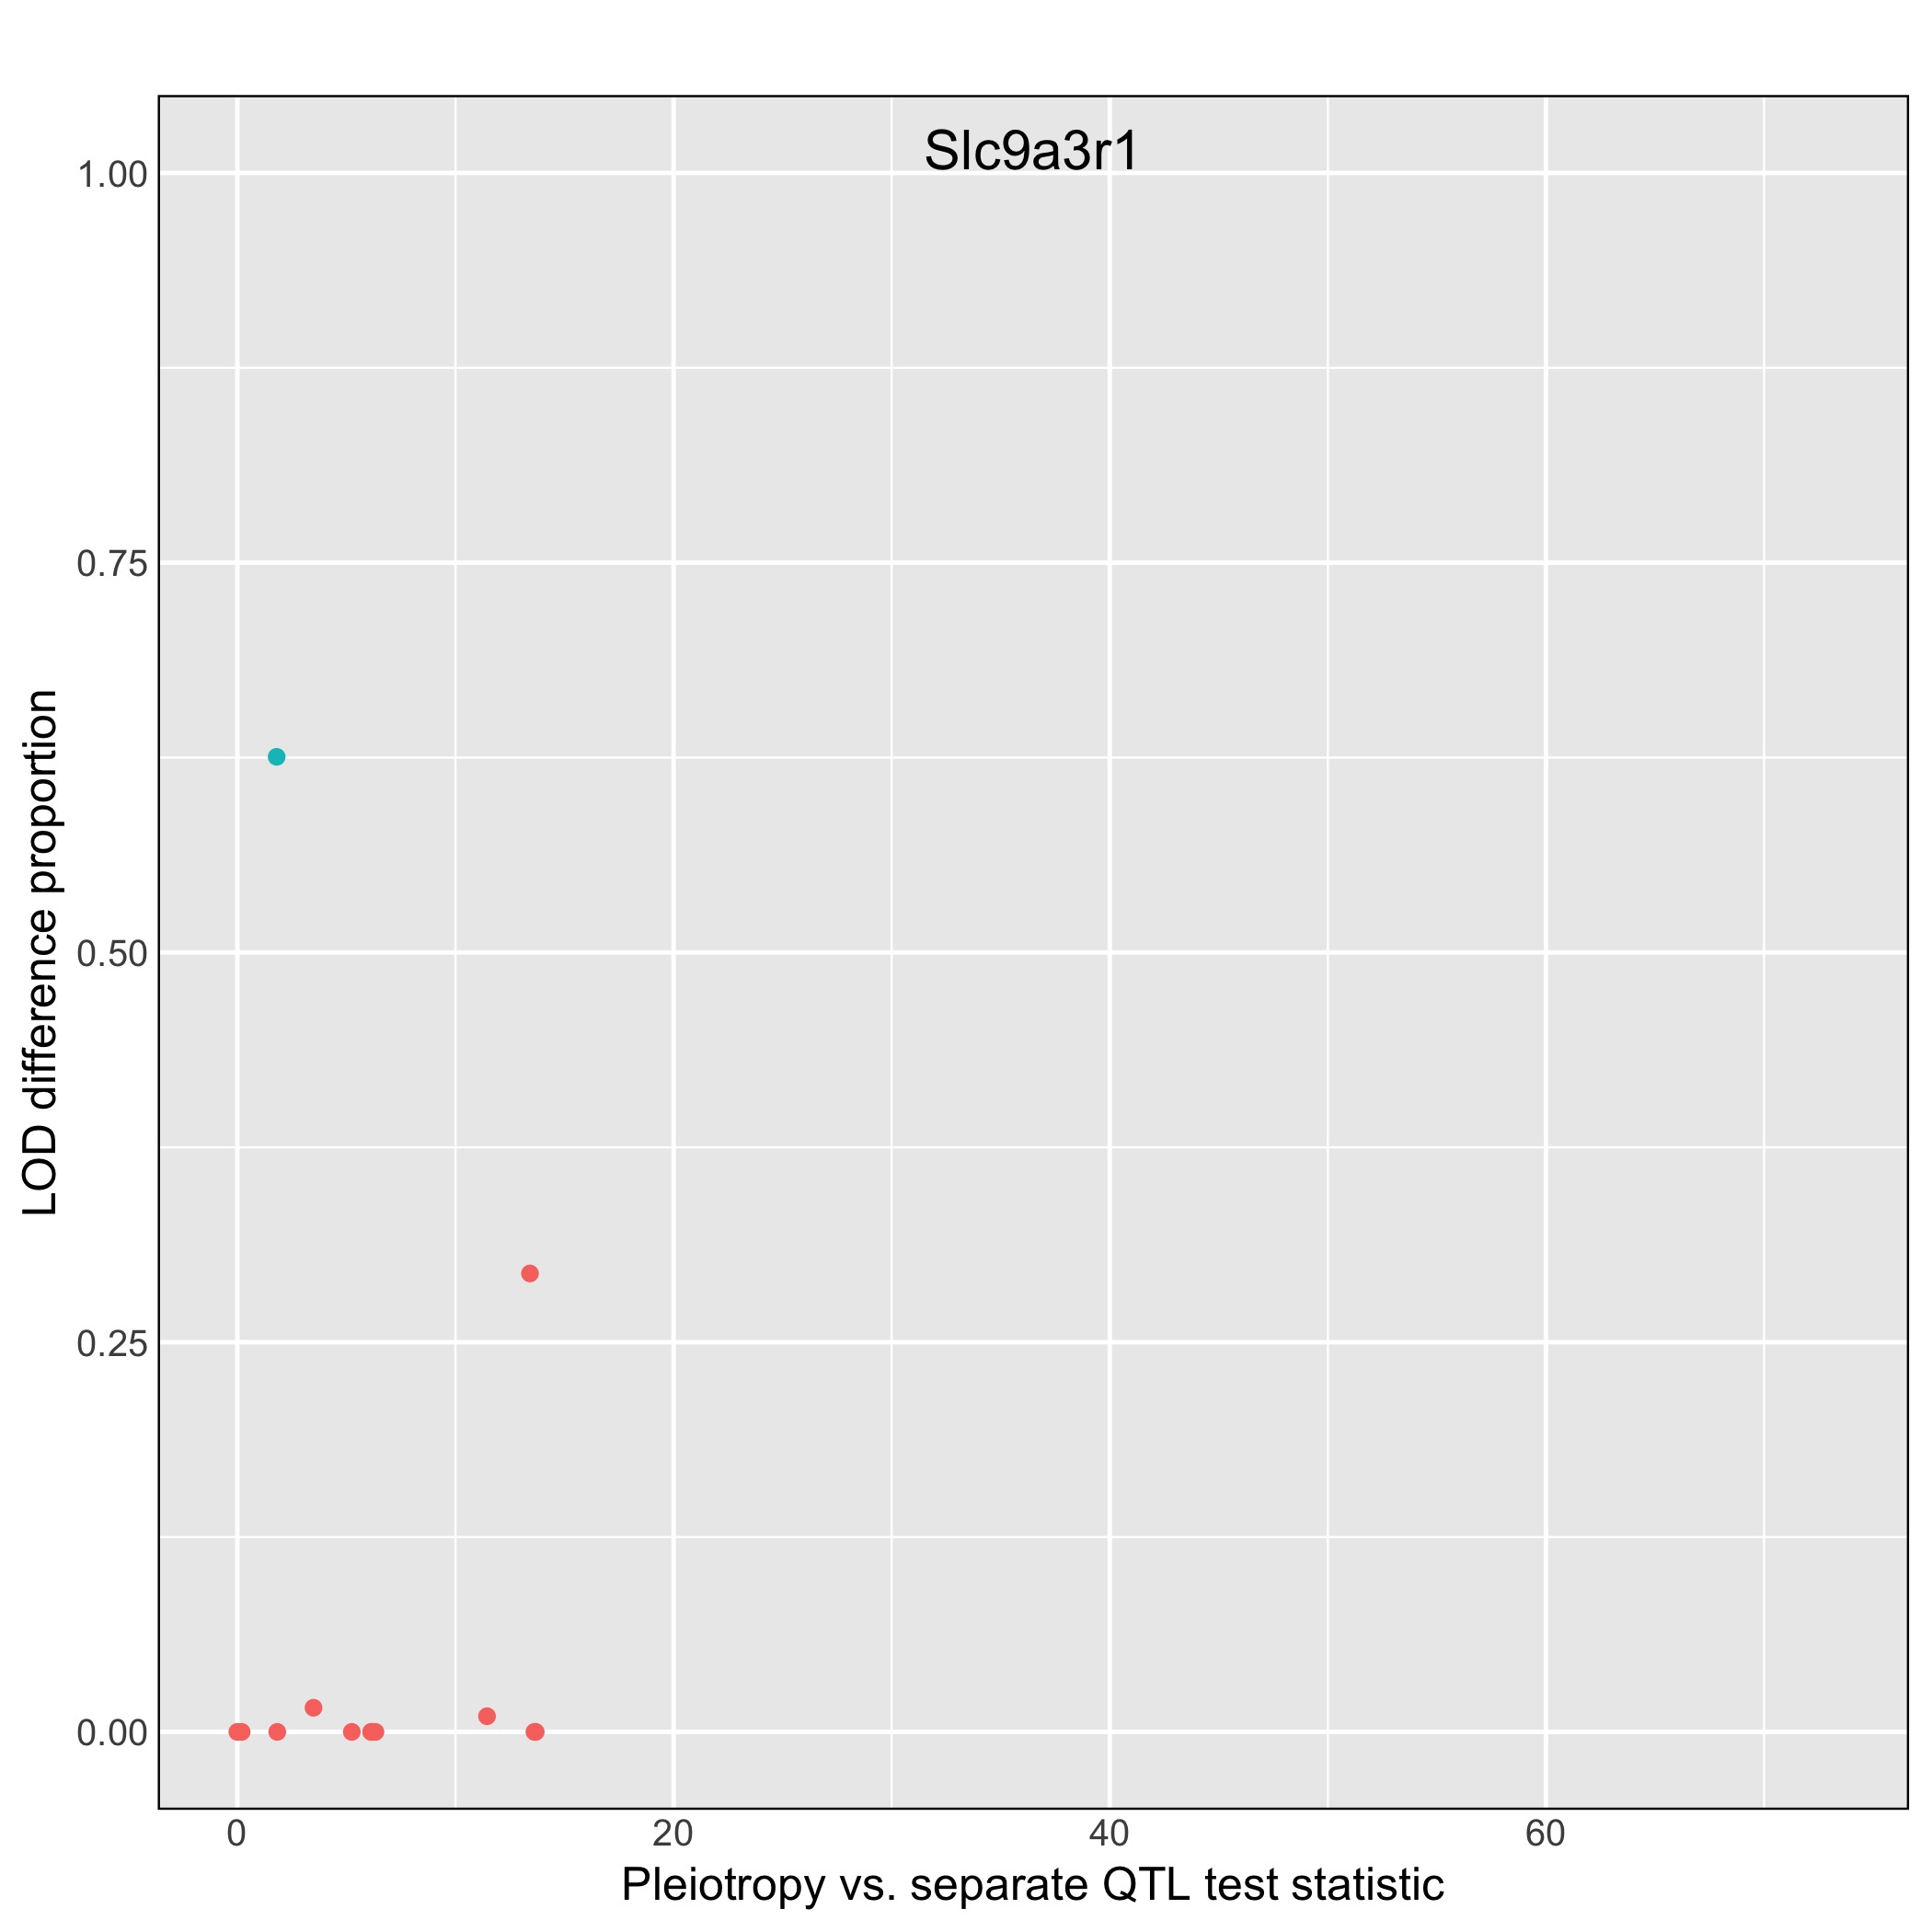 Slc9a3r1
1.00
0.75
0.50
0.25
0.00
LOD difference proportion
0 20 40 60
Pleiotropy vs. separate QTL test statistic